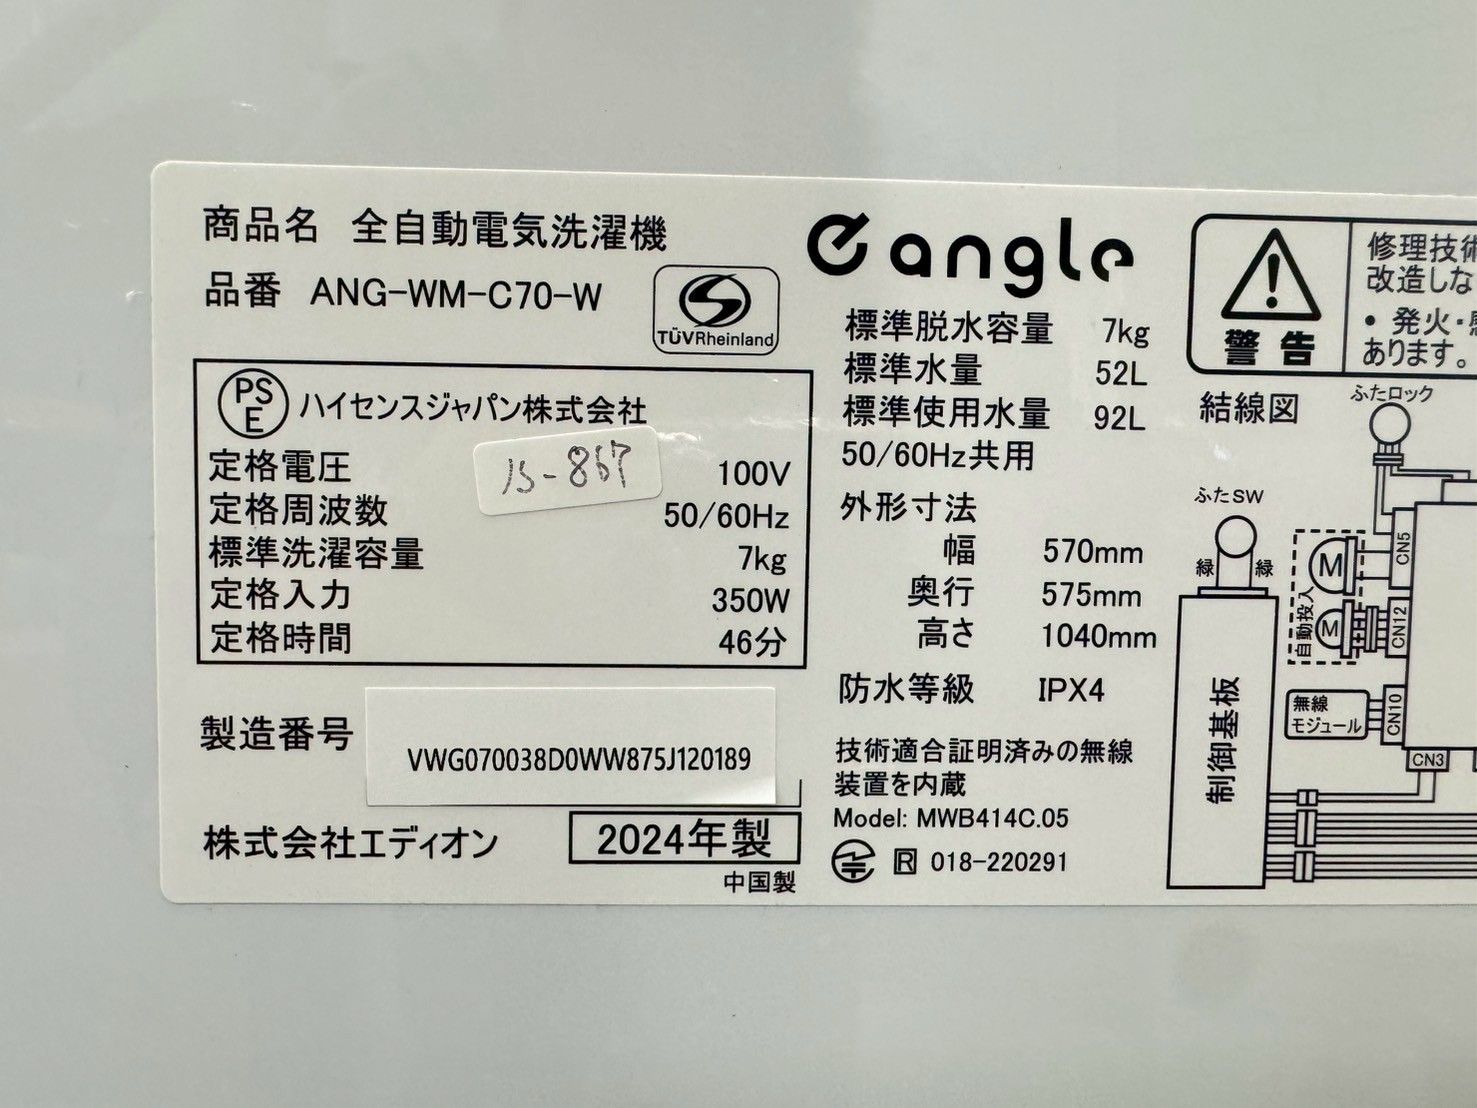 商品名 全自動電気洗濯機
品番 ANG-WM-C70-W
TÜVRheinland
PSE ハイセンスジャパン株式会社
定格電圧 100V
定格周波数 50/60Hz
標準洗濯容量 7kg
定格入力 350W
定格時間 46分
製造番号 VWG070038D0WW875J120189
株式会社エディオン 2024年製
中国製
e angle
標準脱水容量 7kg
標準水量 52L
標準使用水量 92L
50/60Hz共用
外形寸法
幅 570mm
奥行 575mm
高さ 1040mm
防水等級 IPX4
技術適合証明済みの無線
装置を内蔵
Model: MWB414C.05
R 018-220291
警告
修理技術
改造しな
• 発火・感
あります。
結線図
ふたロック
ふたSW
緑 緑
M
M
自動投入
CN5
CN12
無線
モジュール
CN10
CN3
制御基板